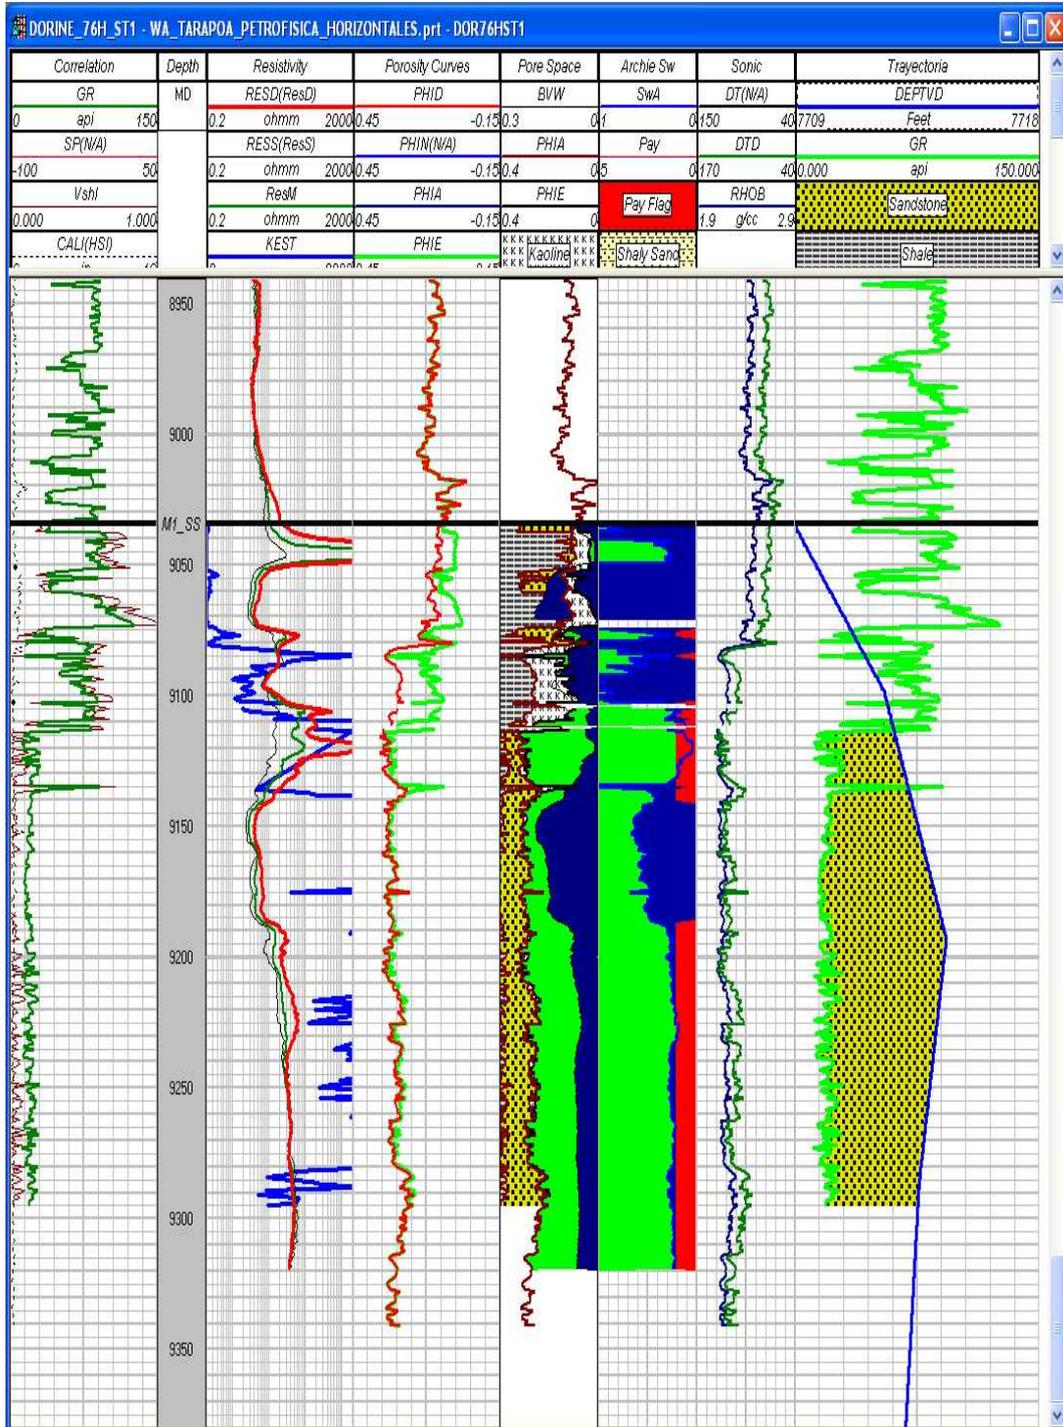 DORINE_76H_ST1 - WA_TARAPOA_PETROFISICA_HORIZONTALES.prt - DOR76HST1
Correlation Depth Resistivity Porosity Curves Pore Space Archie Sw Sonic Trayectoria
GR MD RESD(ResD) PHID BVW SwA DT(N/A) DEPTVD
0 api 150 0.2 ohmm 2000 0.45 -0.15 0.3 0 1 0 150 40 7709 Feet 7718
SP(N/A) RESS(ResS) PHIN(N/A) PHIA Pay DTD GR
-100 50 0.2 ohmm 2000 0.45 -0.15 0.4 0 5 0 170 40 0.000 api 150.000
Vshl ResM PHIA PHIE Pay Flag RHOB Sandstone
0.000 1.000 0.2 ohmm 2000 0.45 -0.15 0.4 0 1.9 g/cc 2.9
CALI(HSI) KEST PHIE Kaoline Shaly Sand Shale
8950
9000
M1_SS
9050
9100
9150
9200
9250
9300
9350